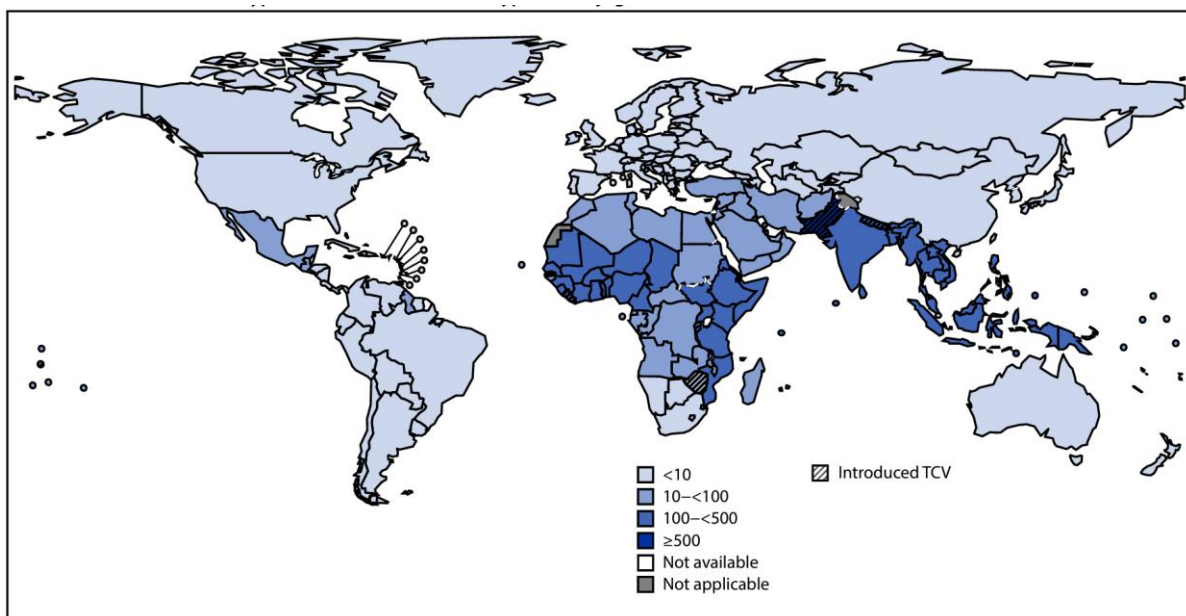 <10
10–<100
100–<500
≥500
Not available
Not applicable
Introduced TCV